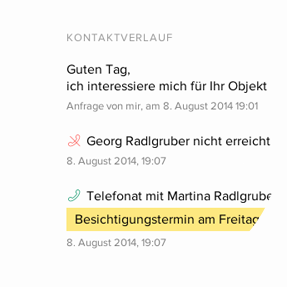 KONTAKTVERLAUF
Guten Tag,
ich interessiere mich für Ihr Objekt
Anfrage von mir, am 8. August 2014 19:01
Georg Radlgruber nicht erreicht
8. August 2014, 19:07
Telefonat mit Martina Radlgrube
Besichtigungstermin am Freitag
8. August 2014, 19:07